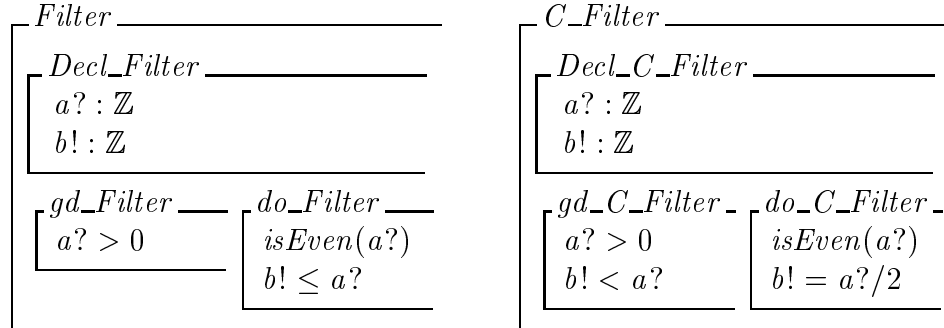 Filter
Decl_Filter
a? : ℤ
b! : ℤ
gd_Filter
a? > 0
do_Filter
isEven(a?)
b! ≤ a?
C_Filter
Decl_C_Filter
a? : ℤ
b! : ℤ
gd_C_Filter
a? > 0
b! < a?
do_C_Filter
isEven(a?)
b! = a?/2